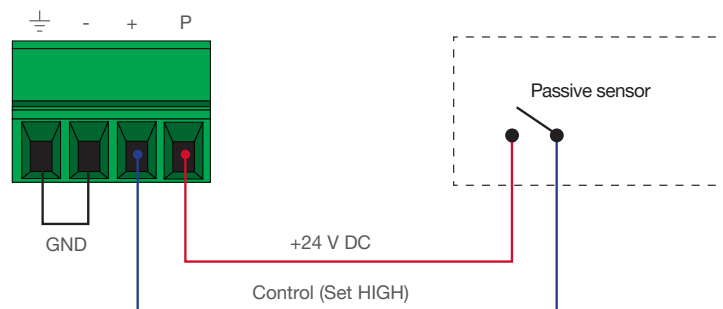 - + P
Passive sensor
GND
+24 V DC
Control (Set HIGH)